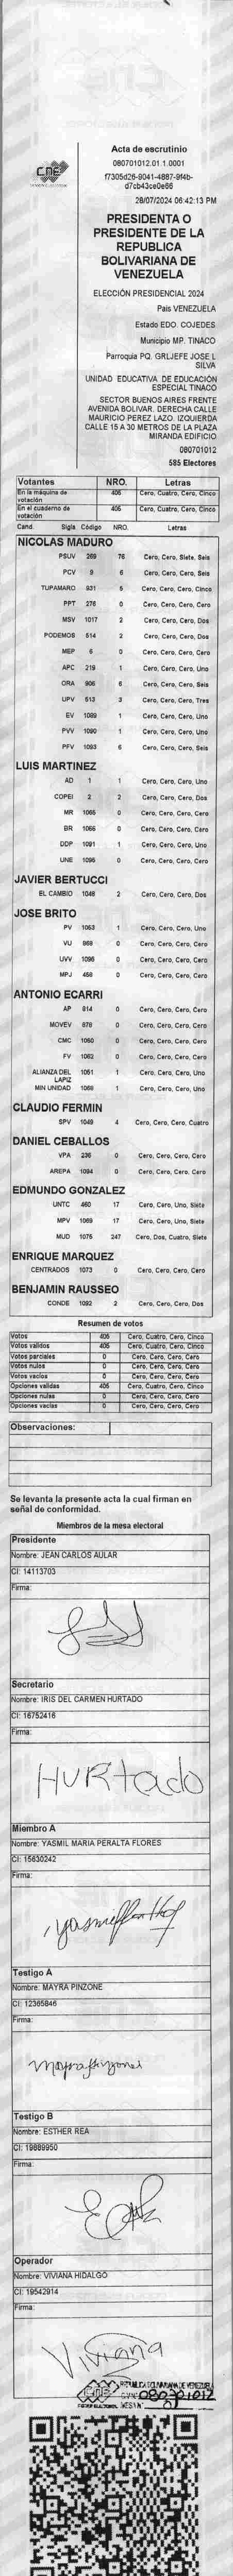 CNE
PODER ELECTORAL
Acta de escrutinio
080701012.01.1.0001
f7305d26-9041-4887-9f4b-
d7cb43ce0e66
28/07/2024 06:42:13 PM
PRESIDENTA O
PRESIDENTE DE LA
REPUBLICA
BOLIVARIANA DE
VENEZUELA
ELECCIÓN PRESIDENCIAL 2024
País VENEZUELA
Estado EDO. COJEDES
Municipio MP. TINACO
Parroquia PQ. GRLJEFE JOSE L
SILVA
UNIDAD EDUCATIVA DE EDUCACIÓN
ESPECIAL TINACO
SECTOR BUENOS AIRES FRENTE
AVENIDA BOLIVAR. DERECHA CALLE
MAURICIO PEREZ LAZO. IZQUIERDA
CALLE 15 A 30 METROS DE LA PLAZA
MIRANDA EDIFICIO
080701012
585 Electores
Votantes NRO. Letras
En la máquina de votación 405 Cero, Cuatro, Cero, Cinco
En el cuaderno de votación 405 Cero, Cuatro, Cero, Cinco
Cand. Sigla Código NRO. Letras
NICOLAS MADURO
PSUV 269 76 Cero, Cero, Siete, Seis
PCV 9 6 Cero, Cero, Cero, Seis
TUPAMARO 931 5 Cero, Cero, Cero, Cinco
PPT 276 0 Cero, Cero, Cero, Cero
MSV 1017 2 Cero, Cero, Cero, Dos
PODEMOS 514 2 Cero, Cero, Cero, Dos
MEP 6 0 Cero, Cero, Cero, Cero
APC 219 1 Cero, Cero, Cero, Uno
ORA 906 6 Cero, Cero, Cero, Seis
UPV 513 3 Cero, Cero, Cero, Tres
EV 1089 1 Cero, Cero, Cero, Uno
PVV 1090 1 Cero, Cero, Cero, Uno
PFV 1093 6 Cero, Cero, Cero, Seis
LUIS MARTINEZ
AD 1 1 Cero, Cero, Cero, Uno
COPEI 2 2 Cero, Cero, Cero, Dos
MR 1065 0 Cero, Cero, Cero, Cero
BR 1066 0 Cero, Cero, Cero, Cero
DDP 1091 1 Cero, Cero, Cero, Uno
UNE 1095 0 Cero, Cero, Cero, Cero
JAVIER BERTUCCI
EL CAMBIO 1048 2 Cero, Cero, Cero, Dos
JOSE BRITO
PV 1053 1 Cero, Cero, Cero, Uno
VU 868 0 Cero, Cero, Cero, Cero
UVV 1096 0 Cero, Cero, Cero, Cero
MPJ 458 0 Cero, Cero, Cero, Cero
ANTONIO ECARRI
AP 814 0 Cero, Cero, Cero, Cero
MOVEV 878 0 Cero, Cero, Cero, Cero
CMC 1050 0 Cero, Cero, Cero, Cero
FV 1062 0 Cero, Cero, Cero, Cero
ALIANZA DEL LAPIZ 1051 1 Cero, Cero, Cero, Uno
MIN UNIDAD 1068 1 Cero, Cero, Cero, Uno
CLAUDIO FERMIN
SPV 1049 4 Cero, Cero, Cero, Cuatro
DANIEL CEBALLOS
VPA 236 0 Cero, Cero, Cero, Cero
AREPA 1094 0 Cero, Cero, Cero, Cero
EDMUNDO GONZALEZ
UNTC 460 17 Cero, Cero, Uno, Siete
MPV 1069 17 Cero, Cero, Uno, Siete
MUD 1075 247 Cero, Dos, Cuatro, Siete
ENRIQUE MARQUEZ
CENTRADOS 1073 0 Cero, Cero, Cero, Cero
BENJAMIN RAUSSEO
CONDE 1092 2 Cero, Cero, Cero, Dos
Resumen de votos
Votos 405 Cero, Cuatro, Cero, Cinco
Votos validos 405 Cero, Cuatro, Cero, Cinco
Votos parciales 0 Cero, Cero, Cero, Cero
Votos nulos 0 Cero, Cero, Cero, Cero
Votos vacíos 0 Cero, Cero, Cero, Cero
Opciones validas 405 Cero, Cuatro, Cero, Cinco
Opciones nulas 0 Cero, Cero, Cero, Cero
Opciones vacías 0 Cero, Cero, Cero, Cero
Observaciones:
Se levanta la presente acta la cual firman en
señal de conformidad.
Miembros de la mesa electoral
Presidente
Nombre: JEAN CARLOS AULAR
CI: 14113703
Firma:
Secretario
Nombre: IRIS DEL CARMEN HURTADO
CI: 16752416
Firma:
HURtado
Miembro A
Nombre: YASMIL MARIA PERALTA FLORES
CI: 15630242
Firma:
Testigo A
Nombre: MAYRA PINZONE
CI: 12365846
Firma:
Testigo B
Nombre: ESTHER REA
CI: 19889950
Firma:
Operador
Nombre: VIVIANA HIDALGO
CI: 19542914
Firma:
Viviana
CNE REPÚBLICA BOLIVARIANA DE VENEZUELA
080701012
PODER ELECTORAL MESA N° 01